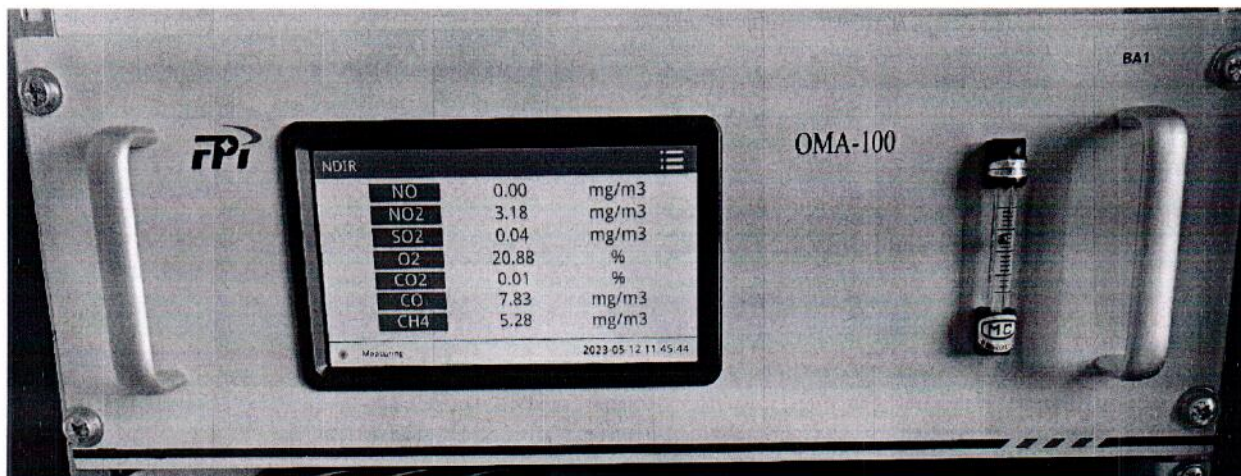 BA1
FPI
OMA-100
NDIR
NO 0.00 mg/m3
NO2 3.18 mg/m3
SO2 0.04 mg/m3
O2 20.88 %
CO2 0.01 %
CO 7.83 mg/m3
CH4 5.28 mg/m3
Measuring 2023-05-12 11:45:44
MC